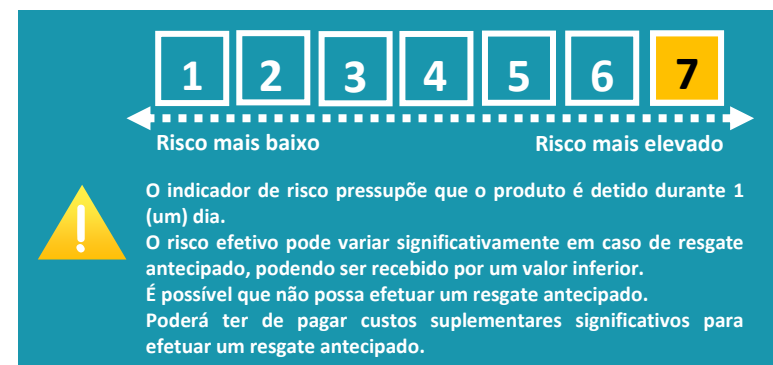 1 2 3 4 5 6 7
Risco mais baixo Risco mais elevado
!
O indicador de risco pressupõe que o produto é detido durante 1
(um) dia.
O risco efetivo pode variar significativamente em caso de resgate
antecipado, podendo ser recebido por um valor inferior.
É possível que não possa efetuar um resgate antecipado.
Poderá ter de pagar custos suplementares significativos para
efetuar um resgate antecipado.